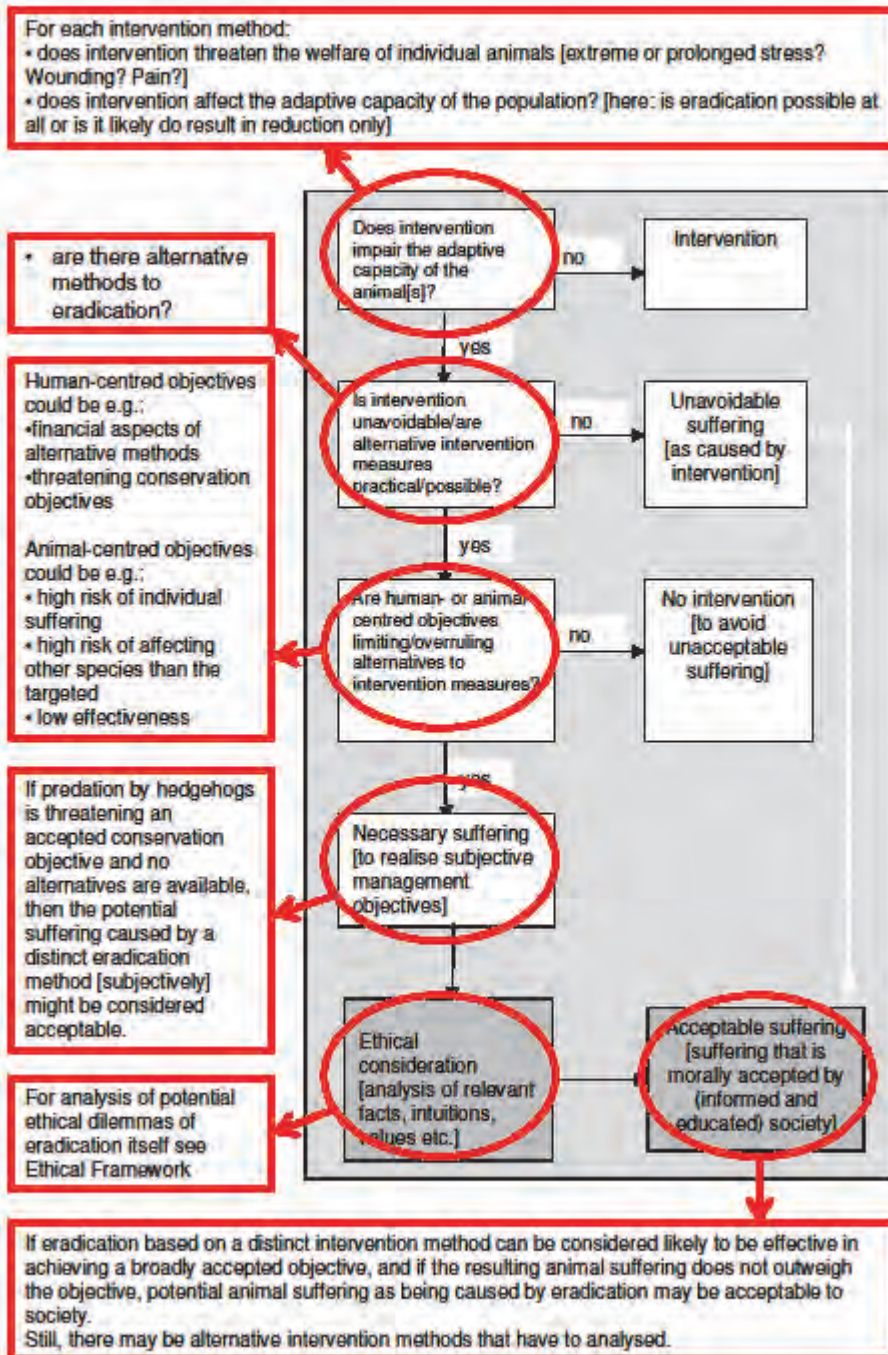 For each intervention method:
• does intervention threaten the welfare of individual animals [extreme or prolonged stress?
Wounding? Pain?]
• does intervention affect the adaptive capacity of the population? [here: is eradication possible at
all or is it likely do result in reduction only]
Does intervention
impair the adaptive
capacity of the
animal[s]?
no
Intervention
• are there alternative
methods to
eradication?
yes
Human-centred objectives
could be e.g.:
•financial aspects of
alternative methods
•threatening conservation
objectives
Animal-centred objectives
could be e.g.:
• high risk of individual
suffering
• high risk of affecting
other species than the
targeted
• low effectiveness
Is intervention
unavoidable/are
alternative intervention
measures
practical/possible?
no
Unavoidable
suffering
[as caused by
intervention]
yes
Are human- or animal-
centred objectives
limiting/overruling
alternatives to
intervention measures?
no
No intervention
[to avoid
unacceptable
suffering]
yes
If predation by hedgehogs
is threatening an
accepted conservation
objective and no
alternatives are available,
then the potential
suffering caused by a
distinct eradication
method [subjectively]
might be considered
acceptable.
Necessary suffering
[to realise subjective
management
objectives]
For analysis of potential
ethical dilemmas of
eradication itself see
Ethical Framework
Ethical
consideration
[analysis of relevant
facts, intuitions,
values etc.]
Acceptable suffering
[suffering that is
morally accepted by
(informed and
educated) society]
If eradication based on a distinct intervention method can be considered likely to be effective in
achieving a broadly accepted objective, and if the resulting animal suffering does not outweigh
the objective, potential animal suffering as being caused by eradication may be acceptable to
society.
Still, there may be alternative intervention methods that have to analysed.